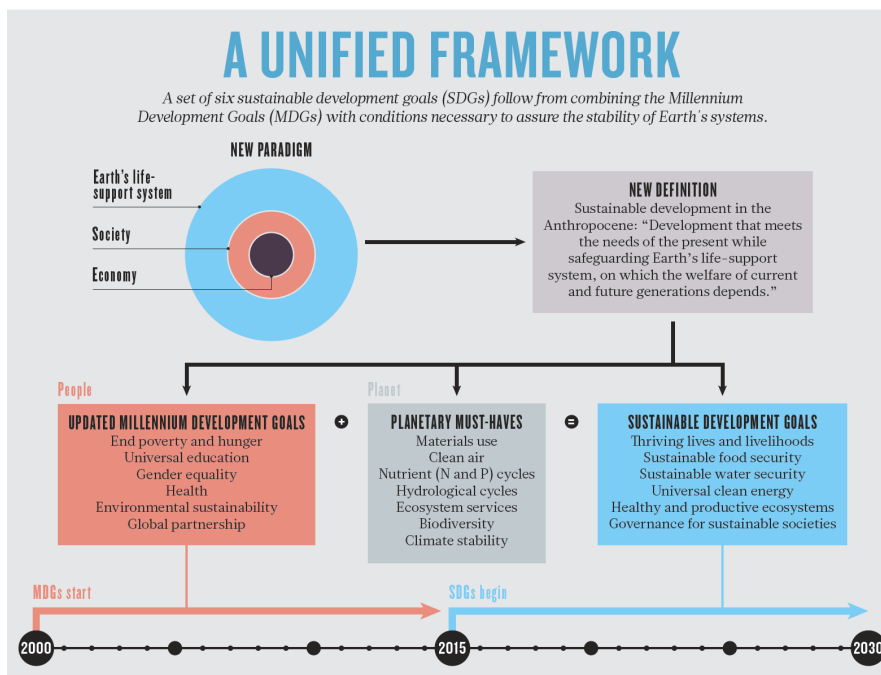 A UNIFIED FRAMEWORK
A set of six sustainable development goals (SDGs) follow from combining the Millennium
Development Goals (MDGs) with conditions necessary to assure the stability of Earth's systems.
NEW PARADIGM
Earth's life-
support system
Society
Economy
NEW DEFINITION
Sustainable development in the
Anthropocene: “Development that meets
the needs of the present while
safeguarding Earth's life-support
system, on which the welfare of current
and future generations depends.”
People
UPDATED MILLENNIUM DEVELOPMENT GOALS
End poverty and hunger
Universal education
Gender equality
Health
Environmental sustainability
Global partnership
+
Planet
PLANETARY MUST-HAVES
Materials use
Clean air
Nutrient (N and P) cycles
Hydrological cycles
Ecosystem services
Biodiversity
Climate stability
=
SUSTAINABLE DEVELOPMENT GOALS
Thriving lives and livelihoods
Sustainable food security
Sustainable water security
Universal clean energy
Healthy and productive ecosystems
Governance for sustainable societies
MDGs start
SDGs begin
2000
2015
2030